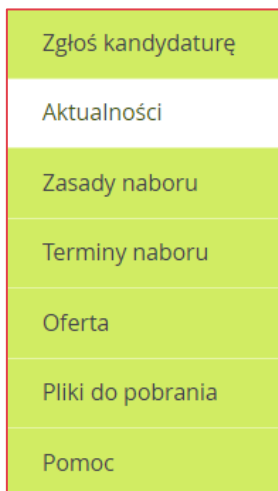 Zgłoś kandydaturę
Aktualności
Zasady naboru
Terminy naboru
Oferta
Pliki do pobrania
Pomoc